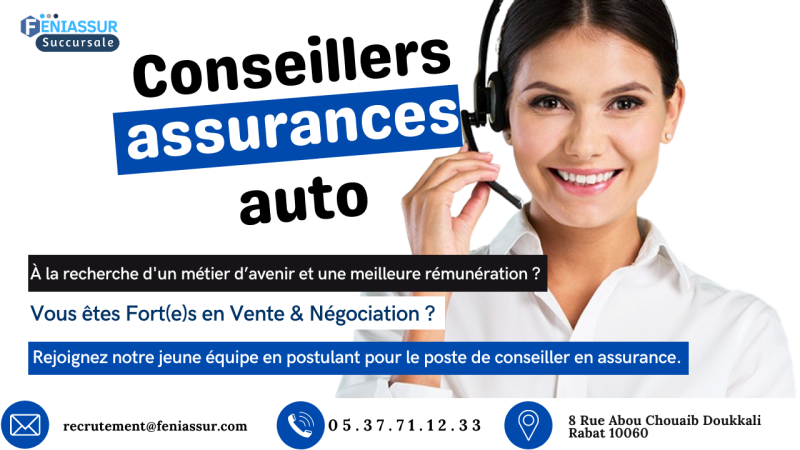 FENIASSUR
Succursale
Conseillers
assurances
auto
À la recherche d'un métier d’avenir et une meilleure rémunération ?
Vous êtes Fort(e)s en Vente & Négociation ?
Rejoignez notre jeune équipe en postulant pour le poste de conseiller en assurance.
recrutement@feniassur.com
05.37.71.12.33
8 Rue Abou Chouaib Doukkali
Rabat 10060